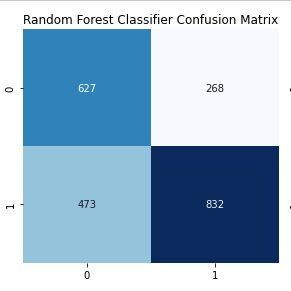 Random Forest Classifier Confusion Matrix
0 627 268
1 473 832
0 1